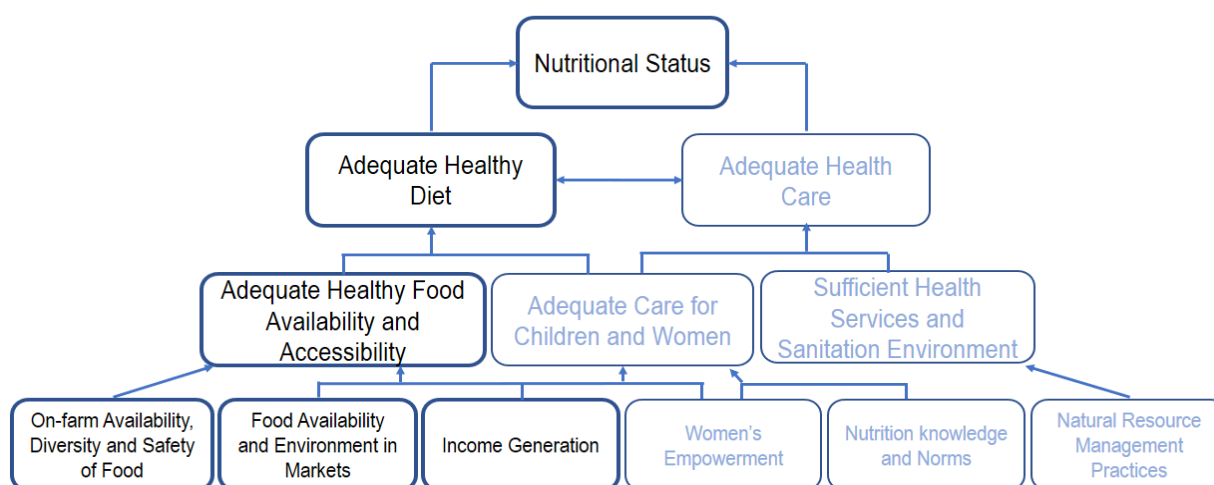 Nutritional Status
Adequate Healthy
Diet
Adequate Health
Care
Adequate Healthy Food
Availability and
Accessibility
Adequate Care for
Children and Women
Sufficient Health
Services and
Sanitation Environment
On-farm Availability,
Diversity and Safety
of Food
Food Availability
and Environment in
Markets
Income Generation
Women's
Empowerment
Nutrition knowledge
and Norms
Natural Resource
Management
Practices